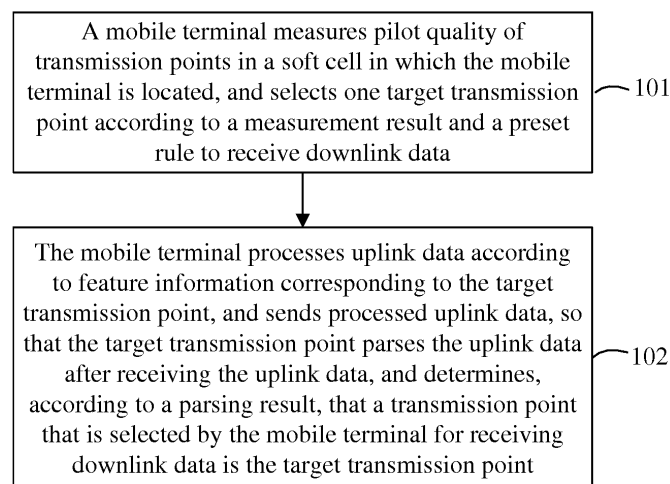 A mobile terminal measures pilot quality of
transmission points in a soft cell in which the mobile
terminal is located, and selects one target transmission
point according to a measurement result and a preset
rule to receive downlink data
101
The mobile terminal processes uplink data according
to feature information corresponding to the target
transmission point, and sends processed uplink data, so
that the target transmission point parses the uplink data
after receiving the uplink data, and determines,
according to a parsing result, that a transmission point
that is selected by the mobile terminal for receiving
downlink data is the target transmission point
102